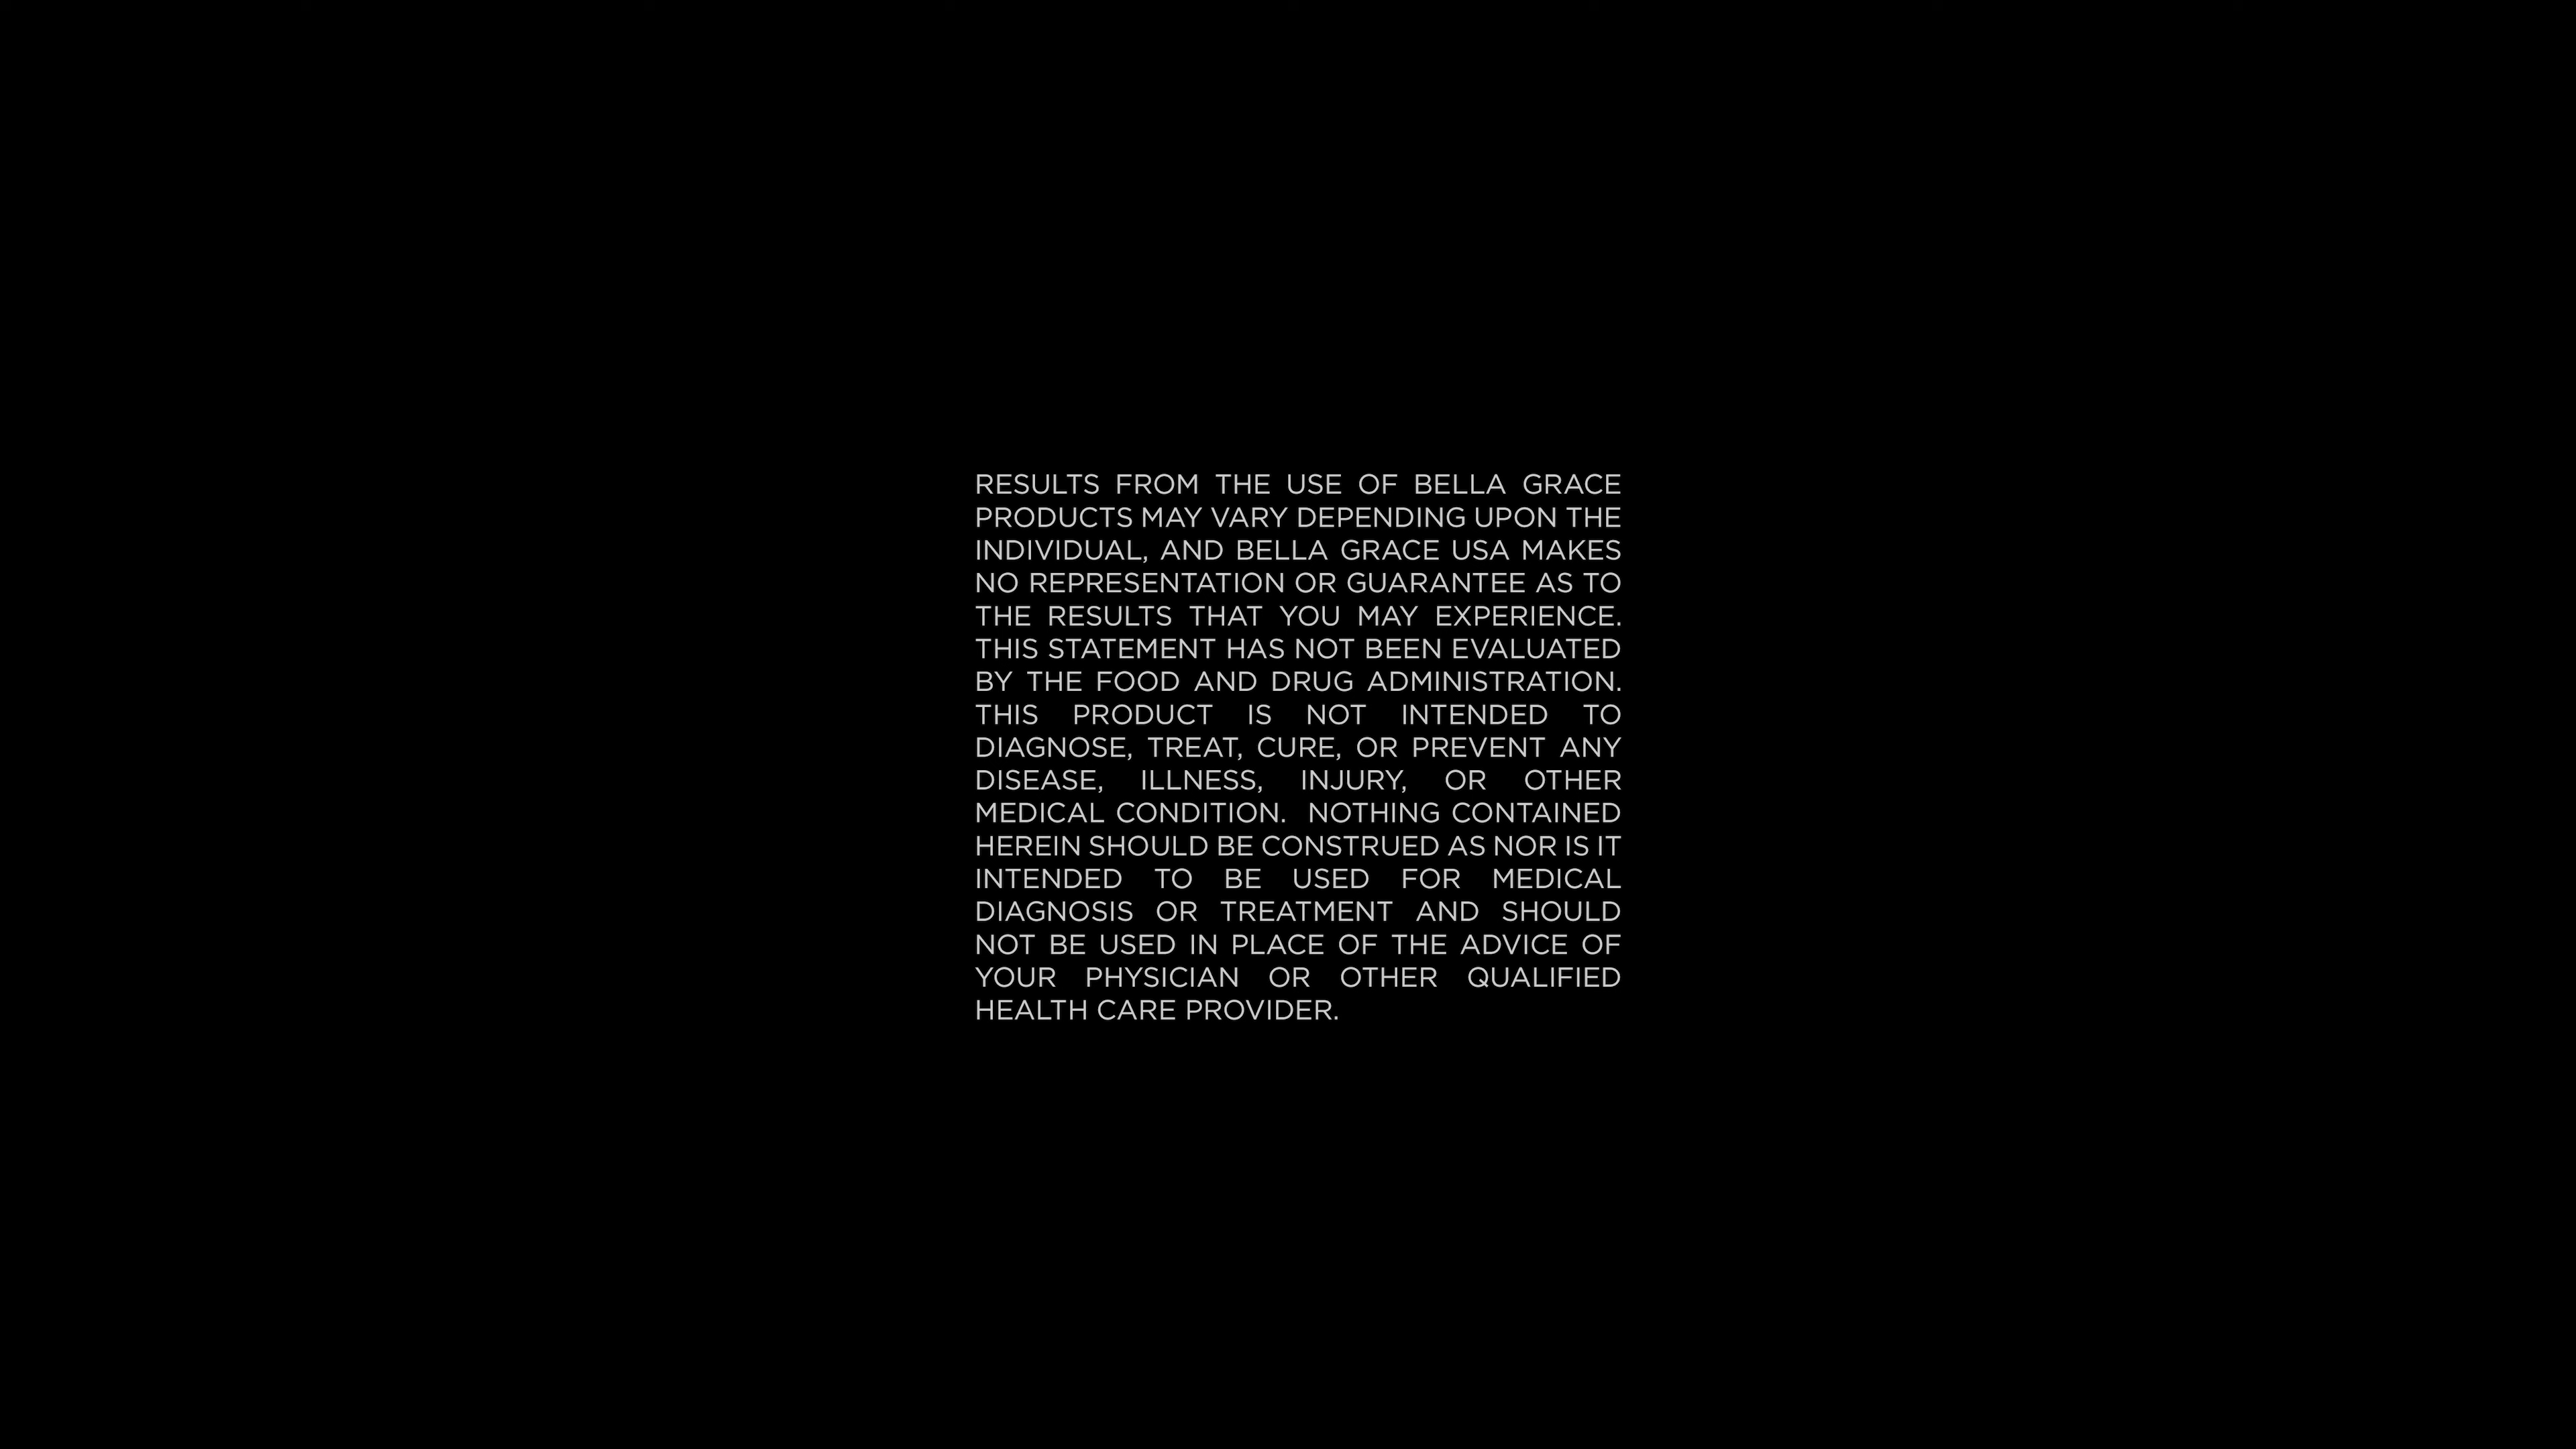 RESULTS FROM THE USE OF BELLA GRACE
PRODUCTS MAY VARY DEPENDING UPON THE
INDIVIDUAL, AND BELLA GRACE USA MAKES
NO REPRESENTATION OR GUARANTEE AS TO
THE RESULTS THAT YOU MAY EXPERIENCE.
THIS STATEMENT HAS NOT BEEN EVALUATED
BY THE FOOD AND DRUG ADMINISTRATION.
THIS PRODUCT IS NOT INTENDED TO
DIAGNOSE, TREAT, CURE, OR PREVENT ANY
DISEASE, ILLNESS, INJURY, OR OTHER
MEDICAL CONDITION. NOTHING CONTAINED
HEREIN SHOULD BE CONSTRUED AS NOR IS IT
INTENDED TO BE USED FOR MEDICAL
DIAGNOSIS OR TREATMENT AND SHOULD
NOT BE USED IN PLACE OF THE ADVICE OF
YOUR PHYSICIAN OR OTHER QUALIFIED
HEALTH CARE PROVIDER.